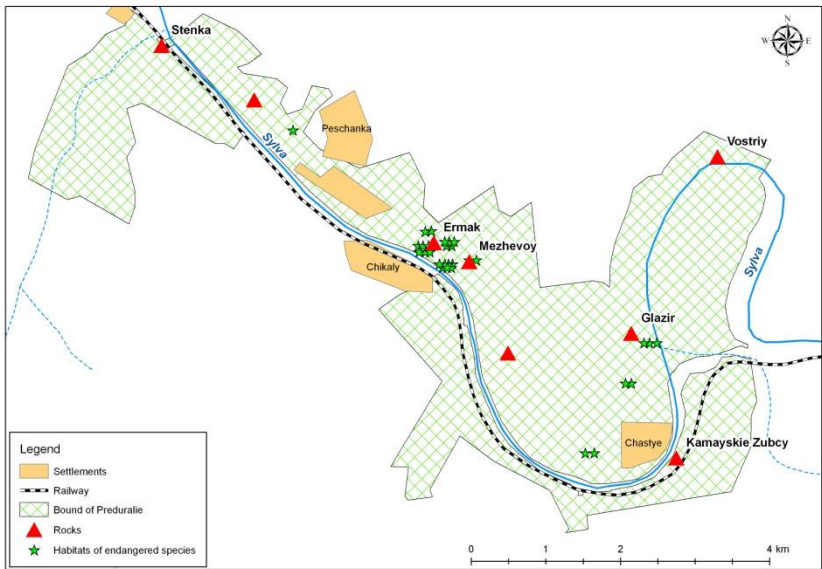 Stenka
N
W E
S
Peschanka
Sylva
Vostriy
Ermak
Mezhevoy
Chikaly
Sylva
Glazir
Chastye
Kamayskie Zubcy
Legend
Settlements
Railway
Bound of Preduralie
Rocks
Habitats of endangered species
0 1 2 4 km